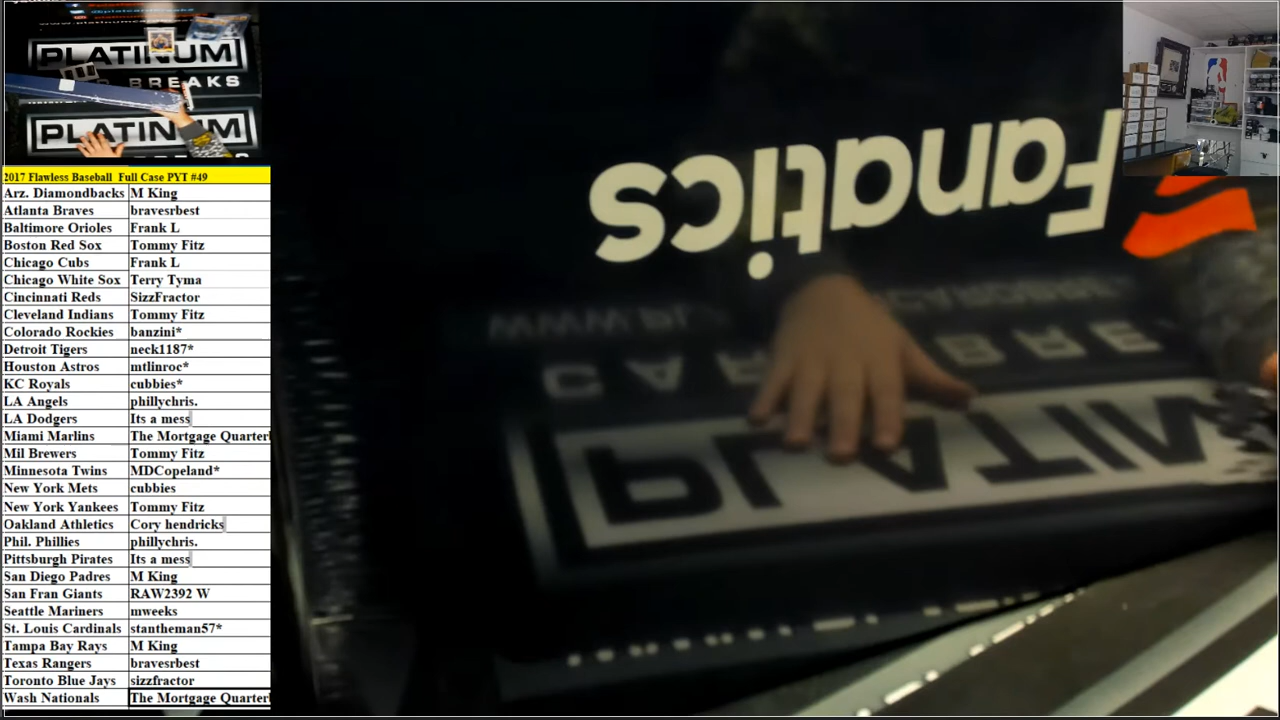 PLATINUM
BREAKS
PLATINUM
2017 Flawless Baseball Full Case PYT #49
Arz. Diamondbacks M King
Atlanta Braves bravesrbest
Baltimore Orioles Frank L
Boston Red Sox Tommy Fitz
Chicago Cubs Frank L
Chicago White Sox Terry Tyma
Cincinnati Reds SizzFractor
Cleveland Indians Tommy Fitz
Colorado Rockies banzini*
Detroit Tigers neck1187*
Houston Astros mtlinroc*
KC Royals cubbies*
LA Angels phillychris.
LA Dodgers Its a mess
Miami Marlins The Mortgage Quarter
Mil Brewers Tommy Fitz
Minnesota Twins MDCopeland*
New York Mets cubbies
New York Yankees Tommy Fitz
Oakland Athletics Cory hendricks
Phil. Phillies phillychris.
Pittsburgh Pirates Its a mess
San Diego Padres M King
San Fran Giants RAW2392 W
Seattle Mariners mweeks
St. Louis Cardinals stantheman57*
Tampa Bay Rays M King
Texas Rangers bravesrbest
Toronto Blue Jays sizzfractor
Wash Nationals The Mortgage Quarter
Fanatics